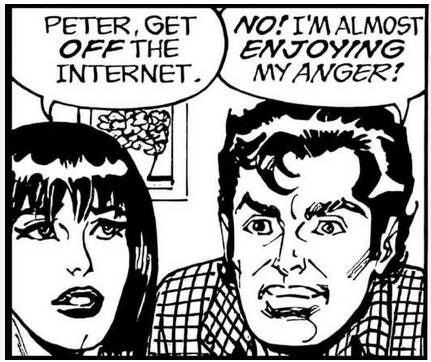 PETER, GET
OFF THE
INTERNET.
NO! I'M ALMOST
ENJOYING
MY ANGER!